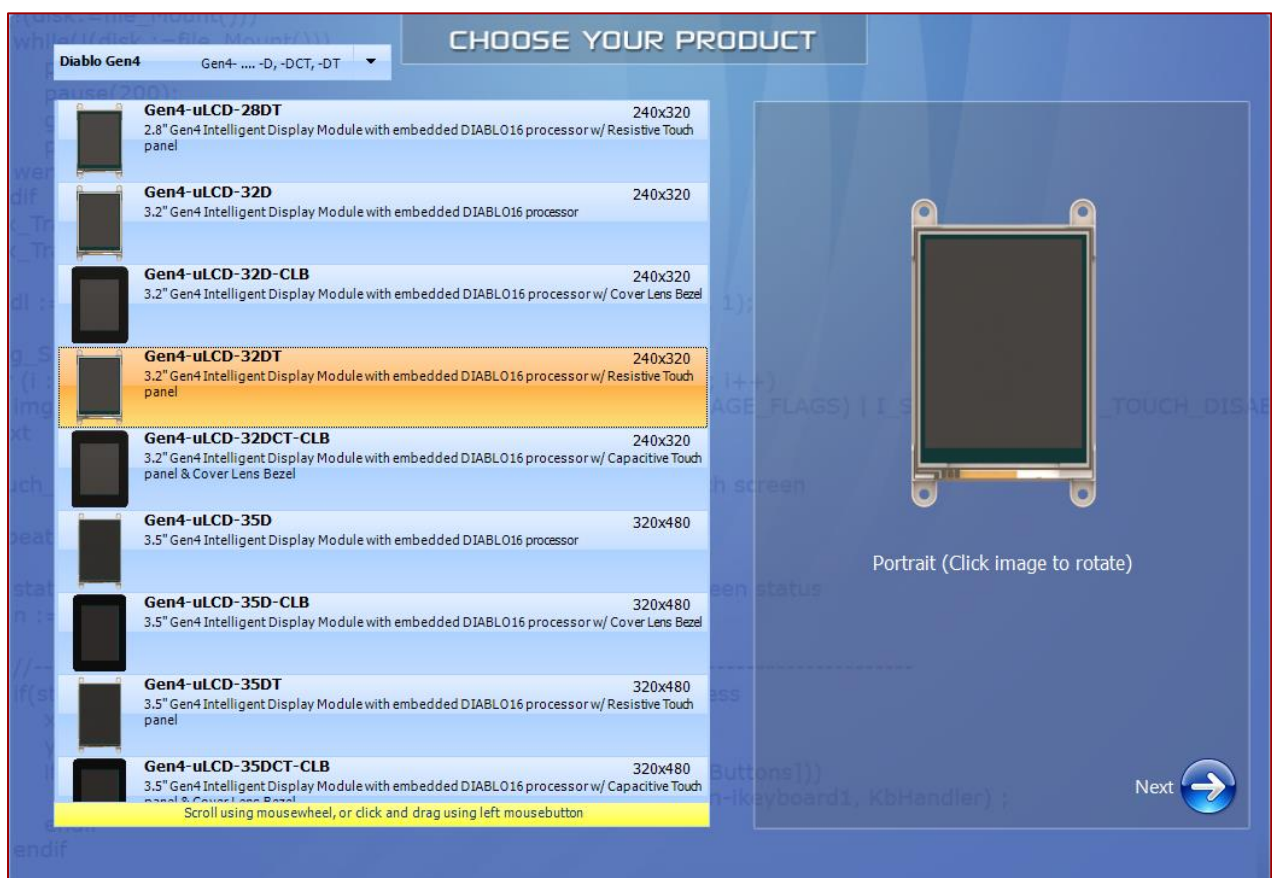 CHOOSE YOUR PRODUCT
Diablo Gen4 Gen4- .... -D, -DCT, -DT
Gen4-uLCD-28DT 240x320
2.8" Gen4 Intelligent Display Module with embedded DIABLO16 processor w/ Resistive Touch
panel
Gen4-uLCD-32D 240x320
3.2" Gen4 Intelligent Display Module with embedded DIABLO16 processor
Gen4-uLCD-32D-CLB 240x320
3.2" Gen4 Intelligent Display Module with embedded DIABLO16 processor w/ Cover Lens Bezel
Gen4-uLCD-32DT 240x320
3.2" Gen4 Intelligent Display Module with embedded DIABLO16 processor w/ Resistive Touch
panel
Gen4-uLCD-32DCT-CLB 240x320
3.2" Gen4 Intelligent Display Module with embedded DIABLO16 processor w/ Capacitive Touch
panel & Cover Lens Bezel
Gen4-uLCD-35D 320x480
3.5" Gen4 Intelligent Display Module with embedded DIABLO16 processor
Gen4-uLCD-35D-CLB 320x480
3.5" Gen4 Intelligent Display Module with embedded DIABLO16 processor w/ Cover Lens Bezel
Gen4-uLCD-35DT 320x480
3.5" Gen4 Intelligent Display Module with embedded DIABLO16 processor w/ Resistive Touch
panel
Gen4-uLCD-35DCT-CLB 320x480
3.5" Gen4 Intelligent Display Module with embedded DIABLO16 processor w/ Capacitive Touch
panel & Cover Lens Bezel
Scroll using mousewheel, or click and drag using left mousebutton
Portrait (Click image to rotate)
Next